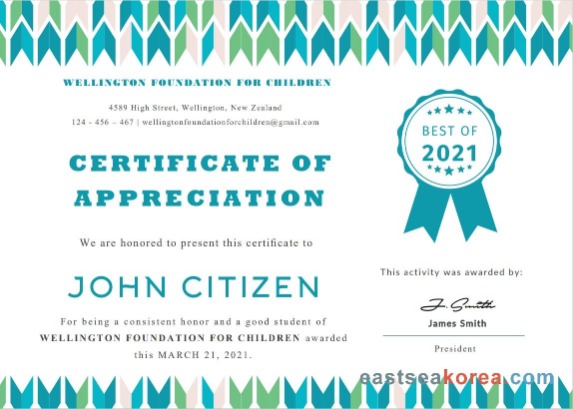 WELLINGTON FOUNDATION FOR CHILDREN
4589 High Street, Wellington, New Zealand
124 - 456 – 467 | wellingtonfoundationforchildren@gmail.com
CERTIFICATE OF
APPRECIATION
We are honored to present this certificate to
JOHN CITIZEN
For being a consistent honor and a good student of
WELLINGTON FOUNDATION FOR CHILDREN awarded
this MARCH 21, 2021.
BEST OF
2021
This activity was awarded by:
J. Smith
James Smith
President
eastseakorea.com